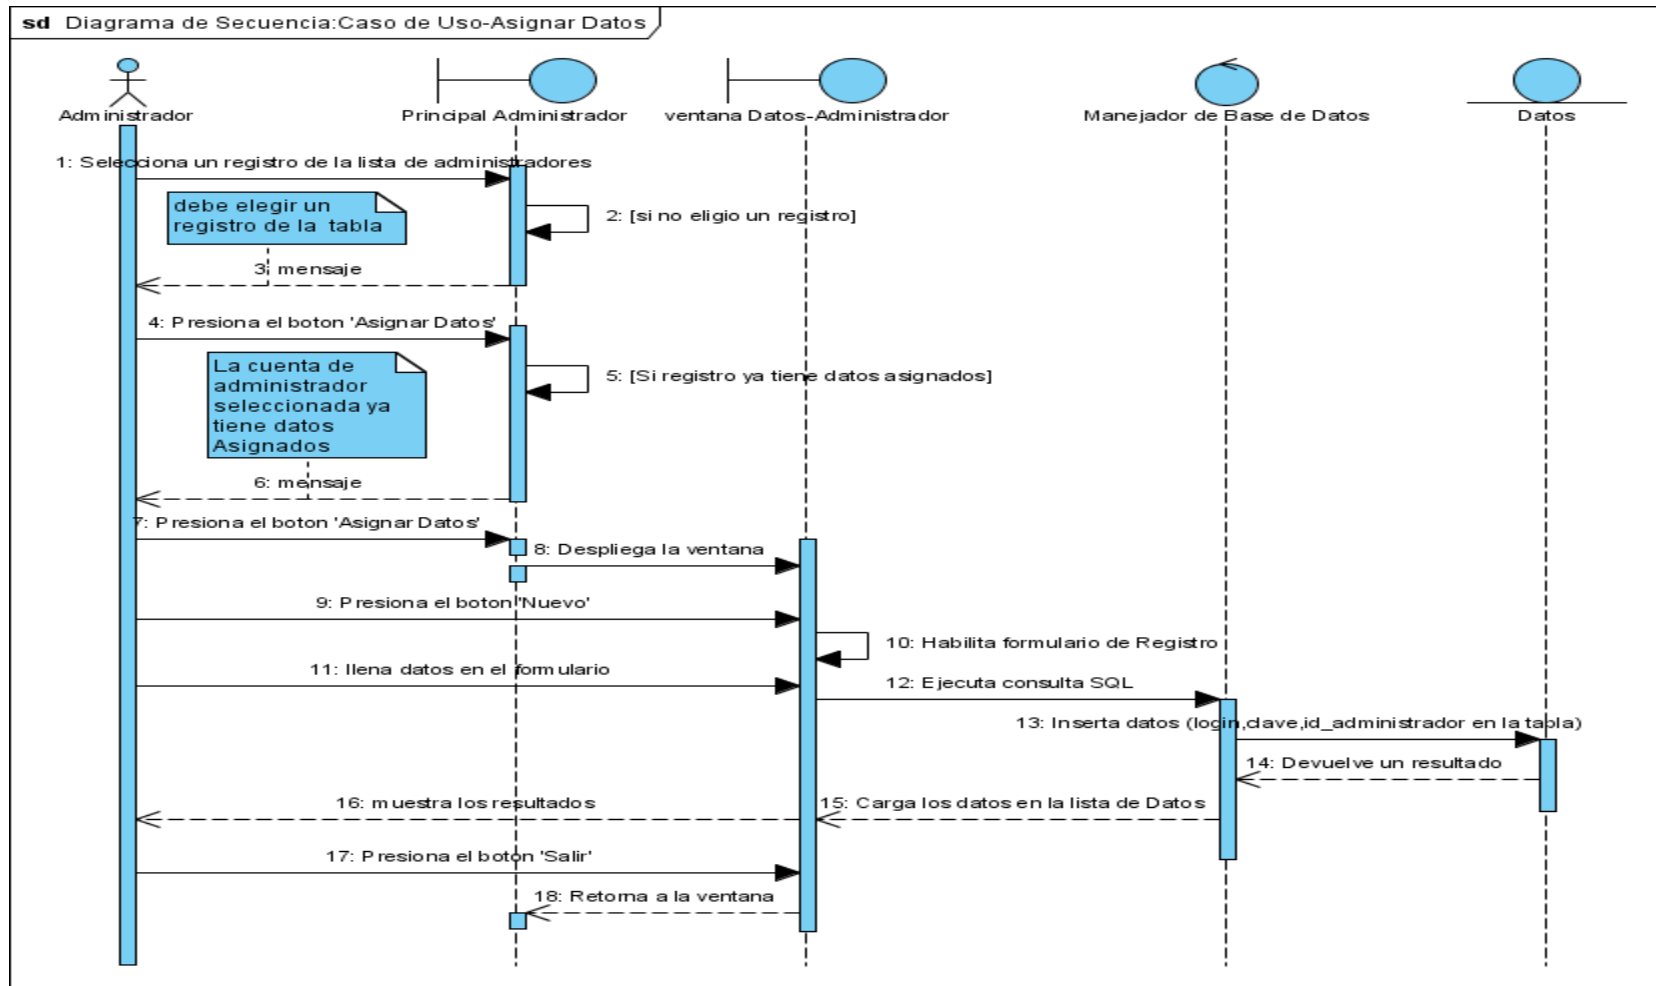 sd Diagrama de Secuencia:Caso de Uso-Asignar Datos
Administrador
Principal Administrador
ventana Datos-Administrador
Manejador de Base de Datos
Datos
1: Selecciona un registro de la lista de administradores
debe elegir un
registro de la tabla
2: [si no eligio un registro]
3: mensaje
4: Presiona el boton 'Asignar Datos'
La cuenta de
administrador
seleccionada ya
tiene datos
Asignados
5: [Si registro ya tiene datos asignados]
6: mensaje
7: Presiona el boton 'Asignar Datos'
8: Despliega la ventana
9: Presiona el boton 'Nuevo'
10: Habilita formulario de Registro
11: llena datos en el formulario
12: Ejecuta consulta SQL
13: Inserta datos (login,clave,id_administrador en la tabla)
14: Devuelve un resultado
15: Carga los datos en la lista de Datos
16: muestra los resultados
17: Presiona el boton 'Salir'
18: Retorna a la ventana